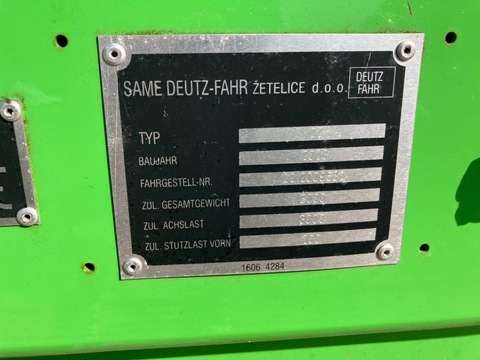 SAME DEUTZ-FAHR ŽETELICE d.o.o. DEUTZ FAHR
TYP
BAUJAHR
FAHRGESTELL-NR.
ZUL. GESAMTGEWICHT
ZUL. ACHSLAST
ZUL. STUTZLAST VORN
1606 4284